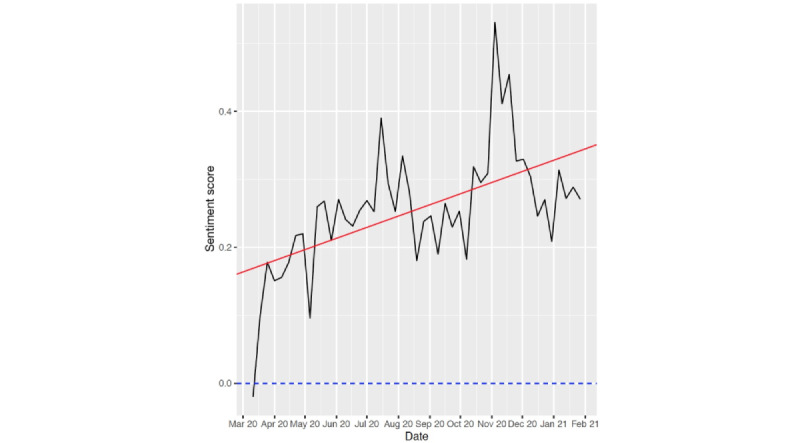 Sentiment score
0.4
0.2
0.0
Mar 20 Apr 20 May 20 Jun 20 Jul 20 Aug 20 Sep 20 Oct 20 Nov 20 Dec 20 Jan 21 Feb 21
Date